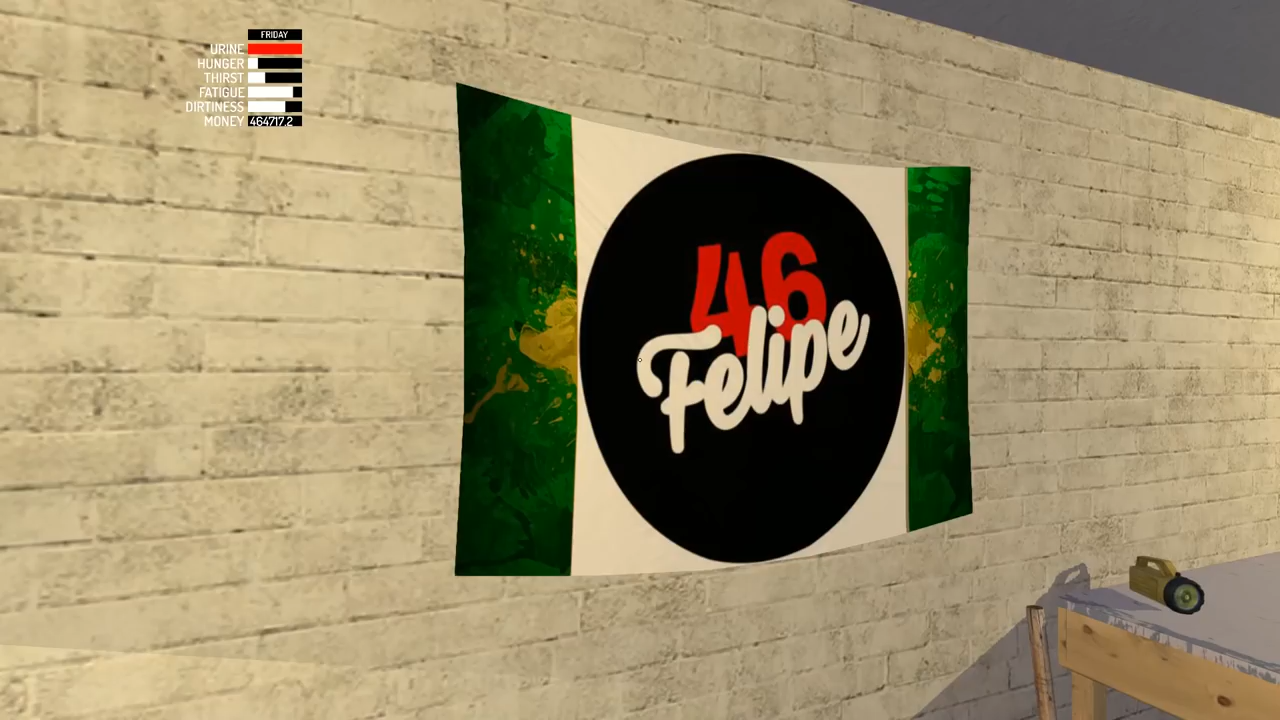 FRIDAY
URINE
HUNGER
THIRST
FATIGUE
DIRTINESS
MONEY 464717.2
46
Felipe